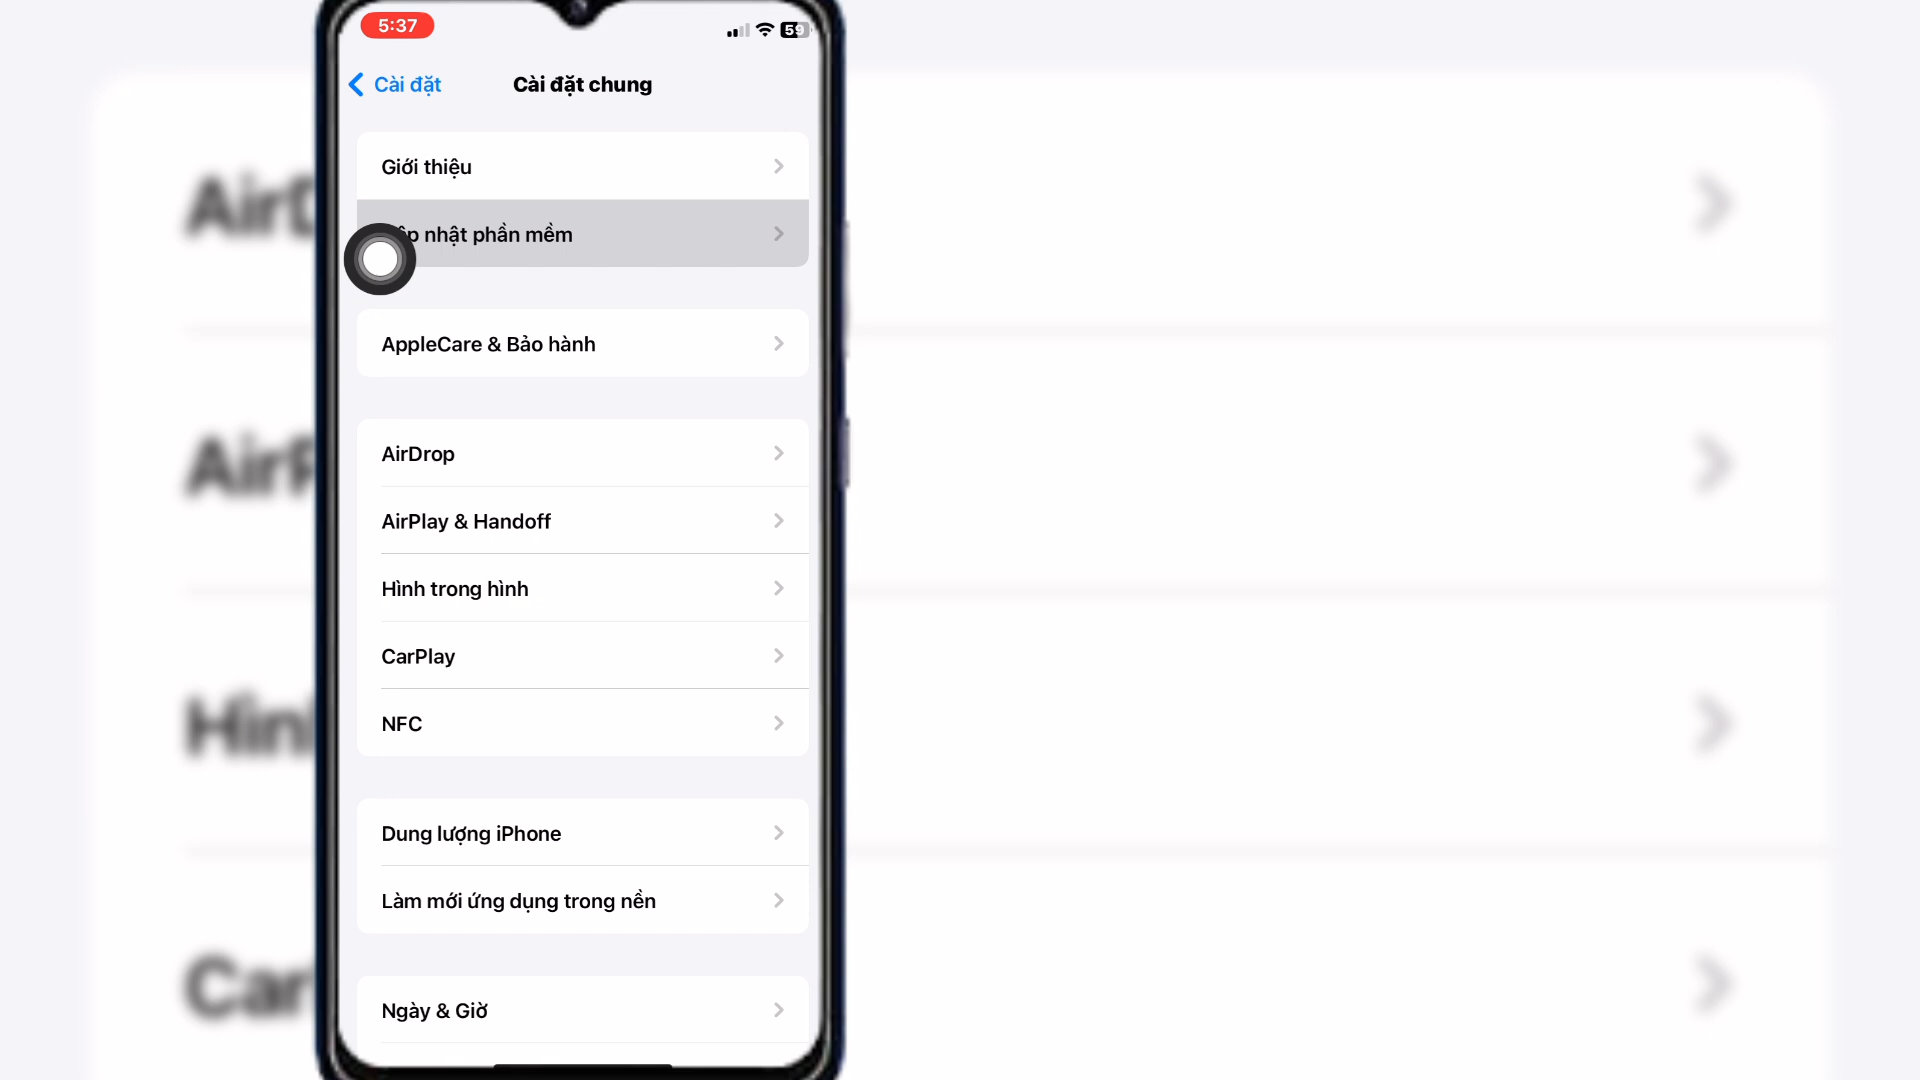 5:37
59
Cài đặt
Cài đặt chung
Giới thiệu
nhật phần mềm
AppleCare & Bảo hành
AirDrop
AirPlay & Handoff
Hình trong hình
CarPlay
NFC
Dung lượng iPhone
Làm mới ứng dụng trong nền
Ngày & Giờ